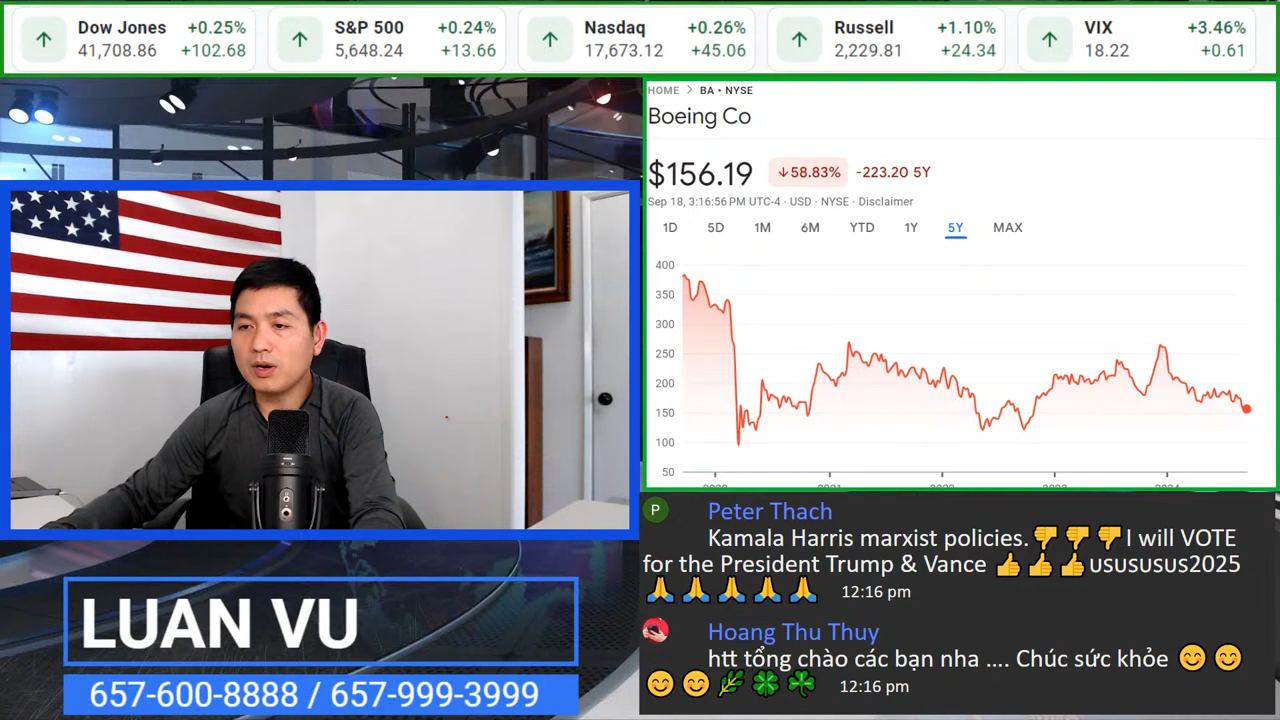 Dow Jones +0.25%
41,708.86 +102.68
S&P 500 +0.24%
5,648.24 +13.66
Nasdaq +0.26%
17,673.12 +45.06
Russell +1.10%
2,229.81 +24.34
VIX +3.46%
18.22 +0.61
HOME > BA • NYSE
Boeing Co
$156.19 ↓58.83% -223.20 5Y
Sep 18, 3:16:56 PM UTC-4 · USD · NYSE · Disclaimer
1D 5D 1M 6M YTD 1Y 5Y MAX
400
350
300
250
200
150
100
50
LUAN VU
657-600-8888 / 657-999-3999
P Peter Thach
Kamala Harris marxist policies.👎👎👎I will VOTE
for the President Trump & Vance 👍👍👍usususus2025
🙏🙏🙏🙏🙏 12:16 pm
Hoang Thu Thuy
htt tổng chào các bạn nha .... Chúc sức khỏe 😊😊
😊😊🌿🍀☘️ 12:16 pm